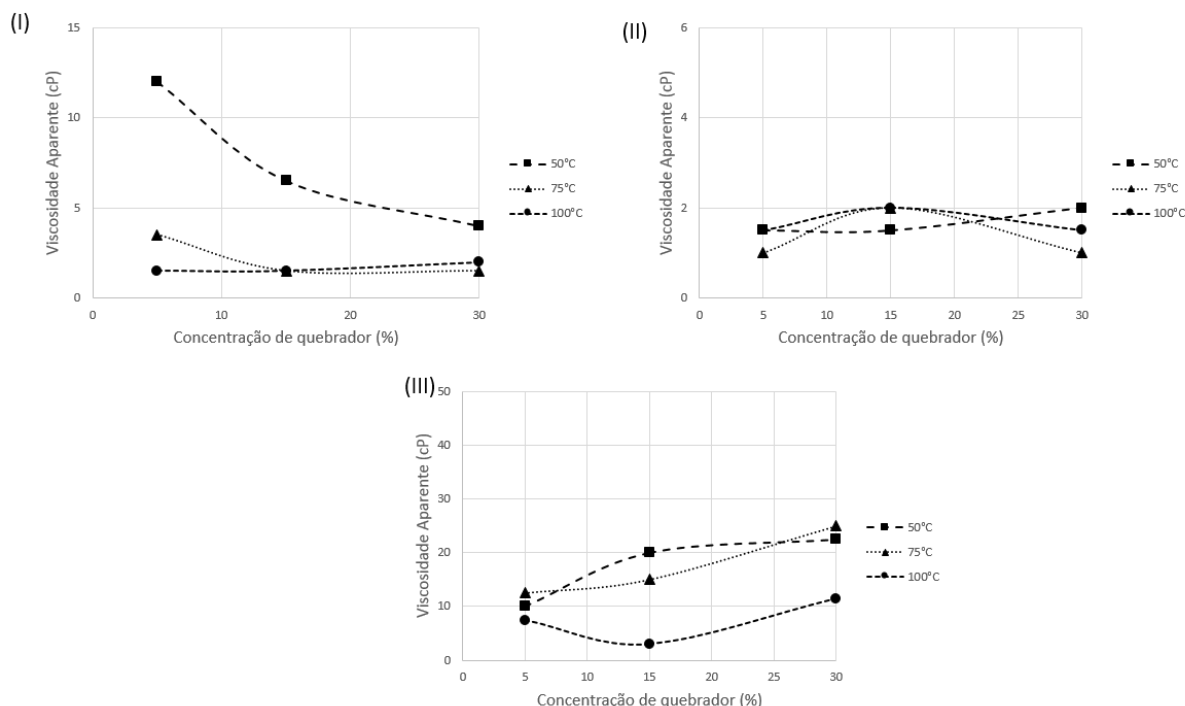 (I)
15
10
5
0
0
10
20
30
Viscosidade Aparente (cP)
Concentração de quebrador (%)
50°C
75°C
100°C
(II)
6
4
2
0
0
5
10
15
20
25
30
Viscosidade Aparente (cP)
Concentração de quebrador (%)
50°C
75°C
100°C
(III)
50
40
30
20
10
0
0
5
10
15
20
25
30
Viscosidade Aparente (cP)
Concentração de quebrador (%)
50°C
75°C
100°C